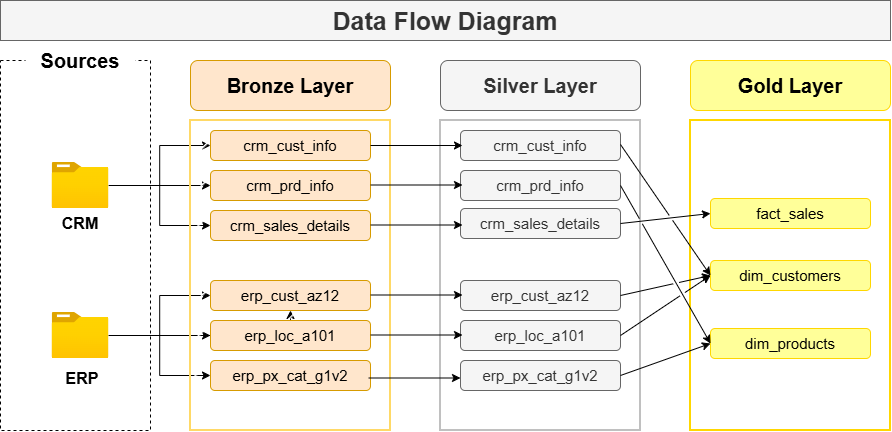 Data Flow Diagram
Sources
Bronze Layer
Silver Layer
Gold Layer
CRM
ERP
crm_cust_info
crm_prd_info
crm_sales_details
erp_cust_az12
erp_loc_a101
erp_px_cat_g1v2
crm_cust_info
crm_prd_info
crm_sales_details
erp_cust_az12
erp_loc_a101
erp_px_cat_g1v2
fact_sales
dim_customers
dim_products